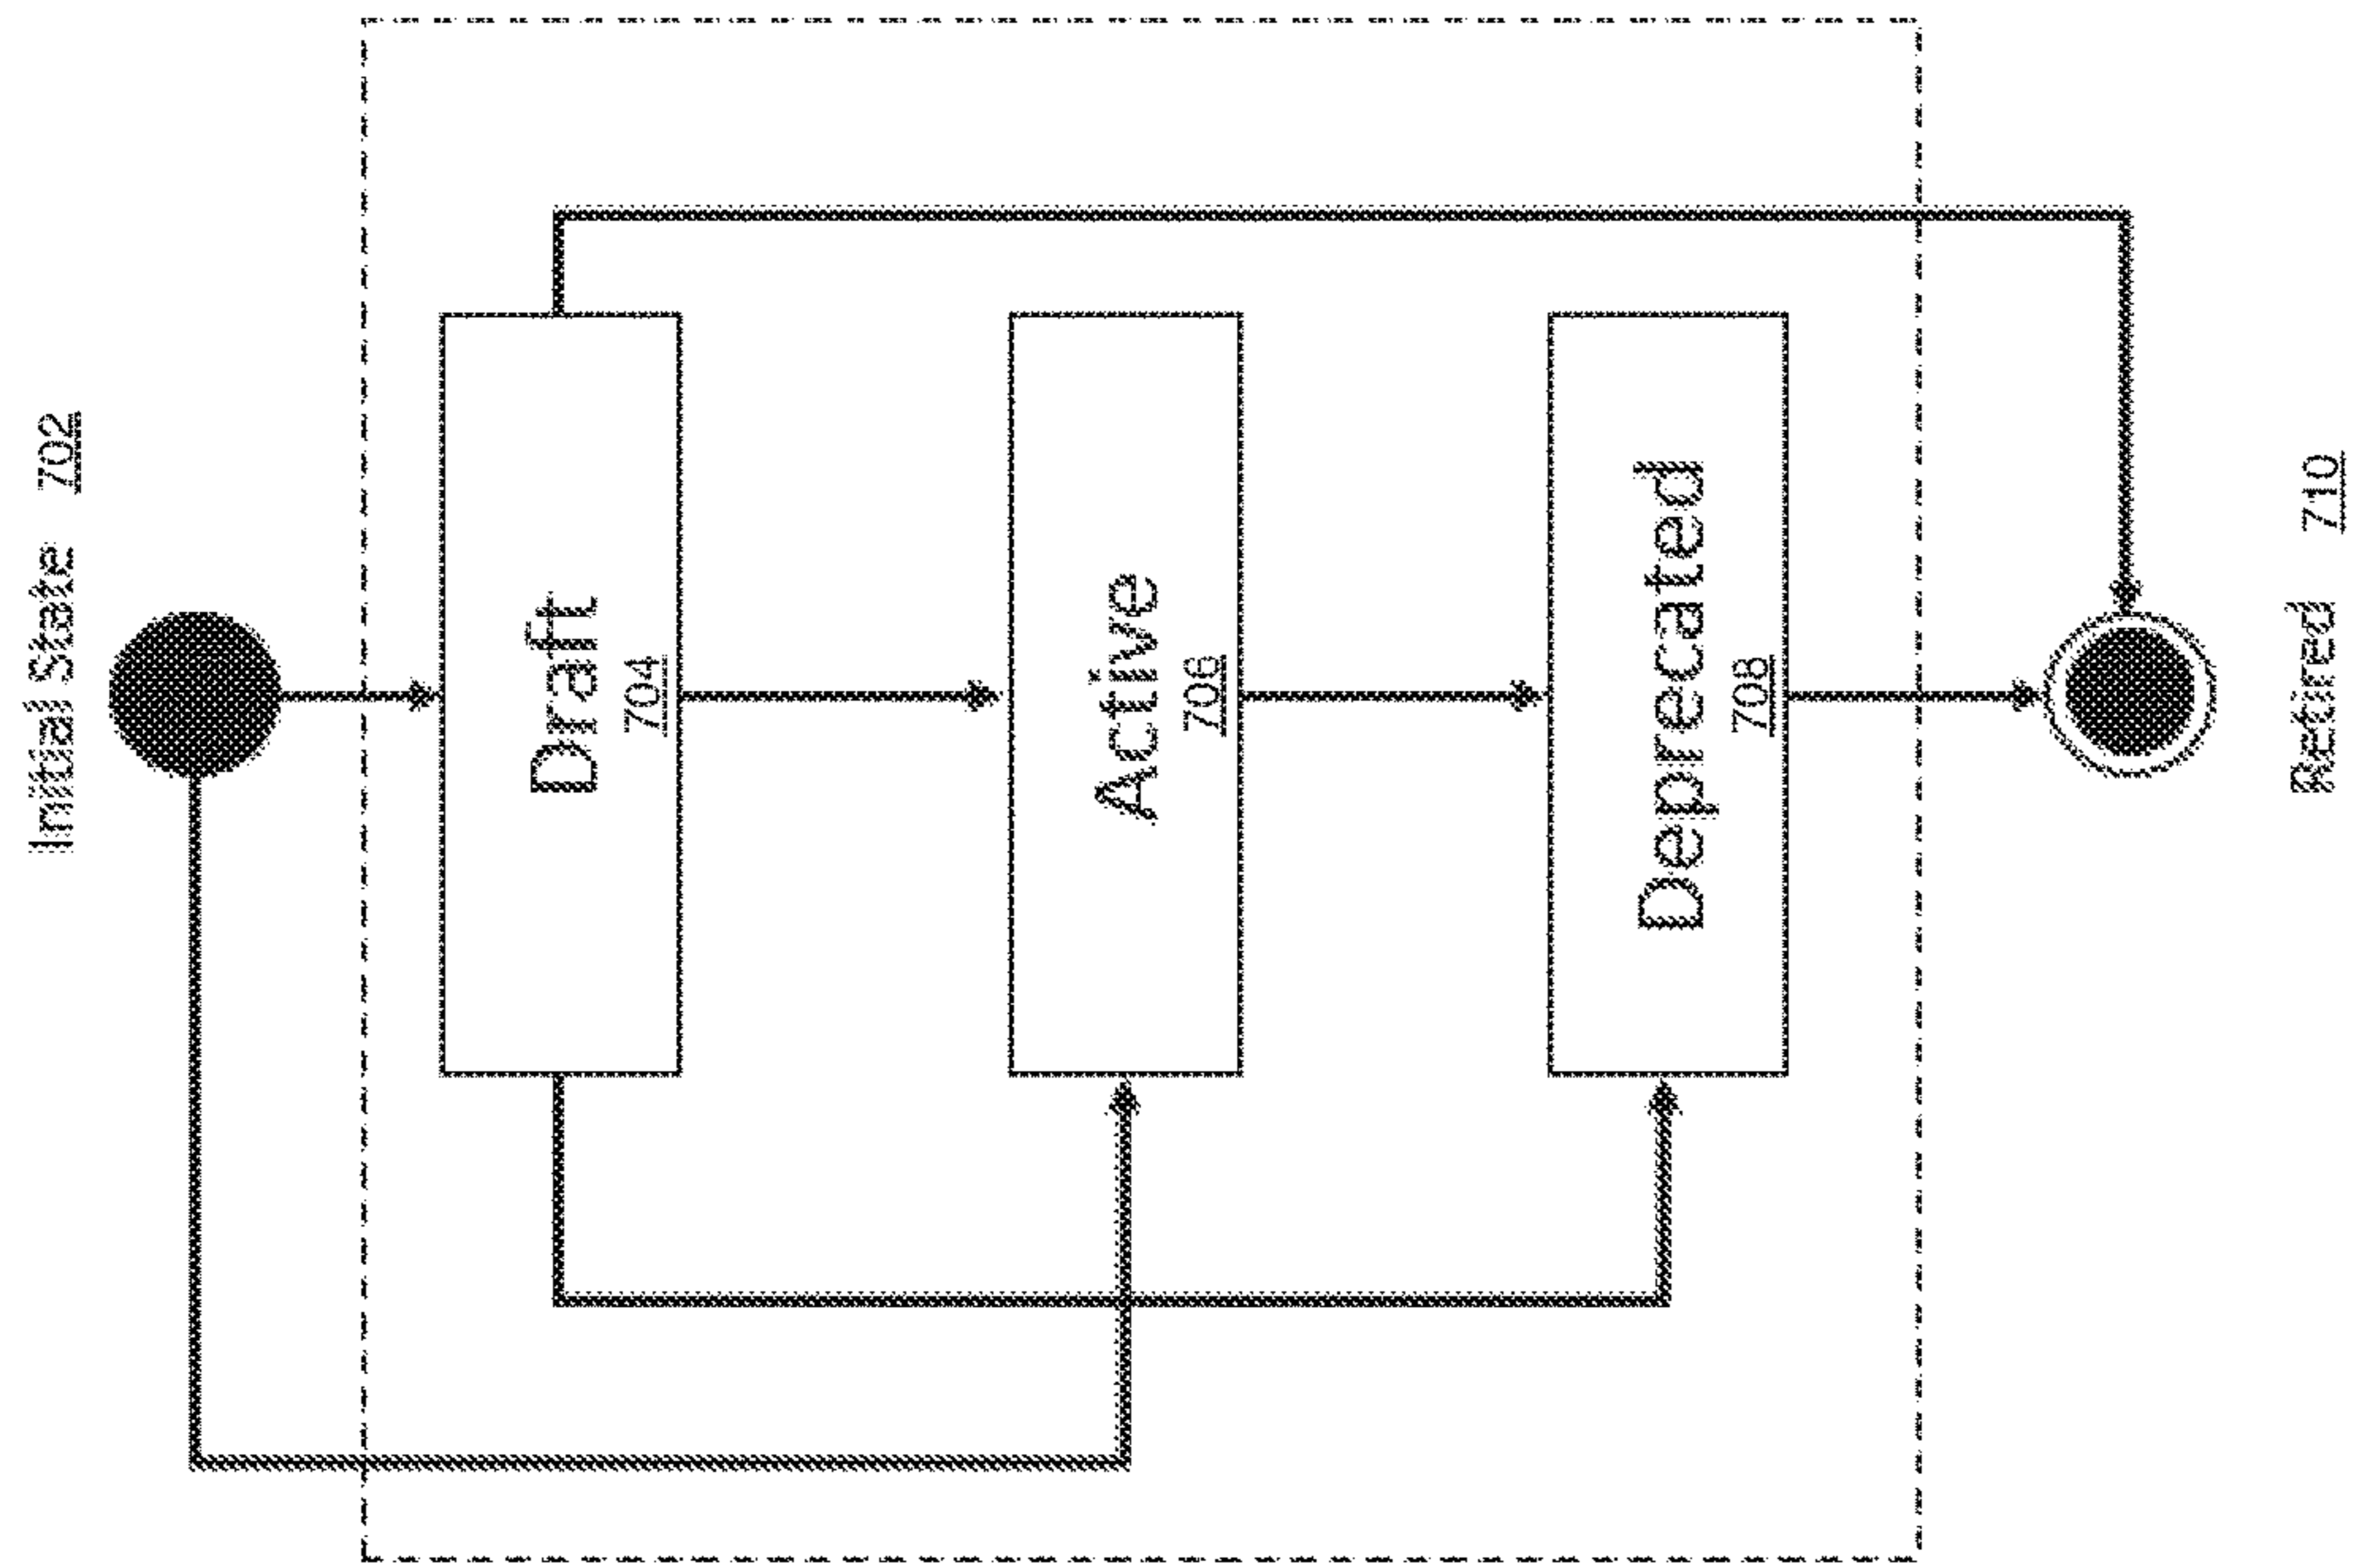 Initial State 702
Draft
704
Active
706
Deprecated
708
Retired 710